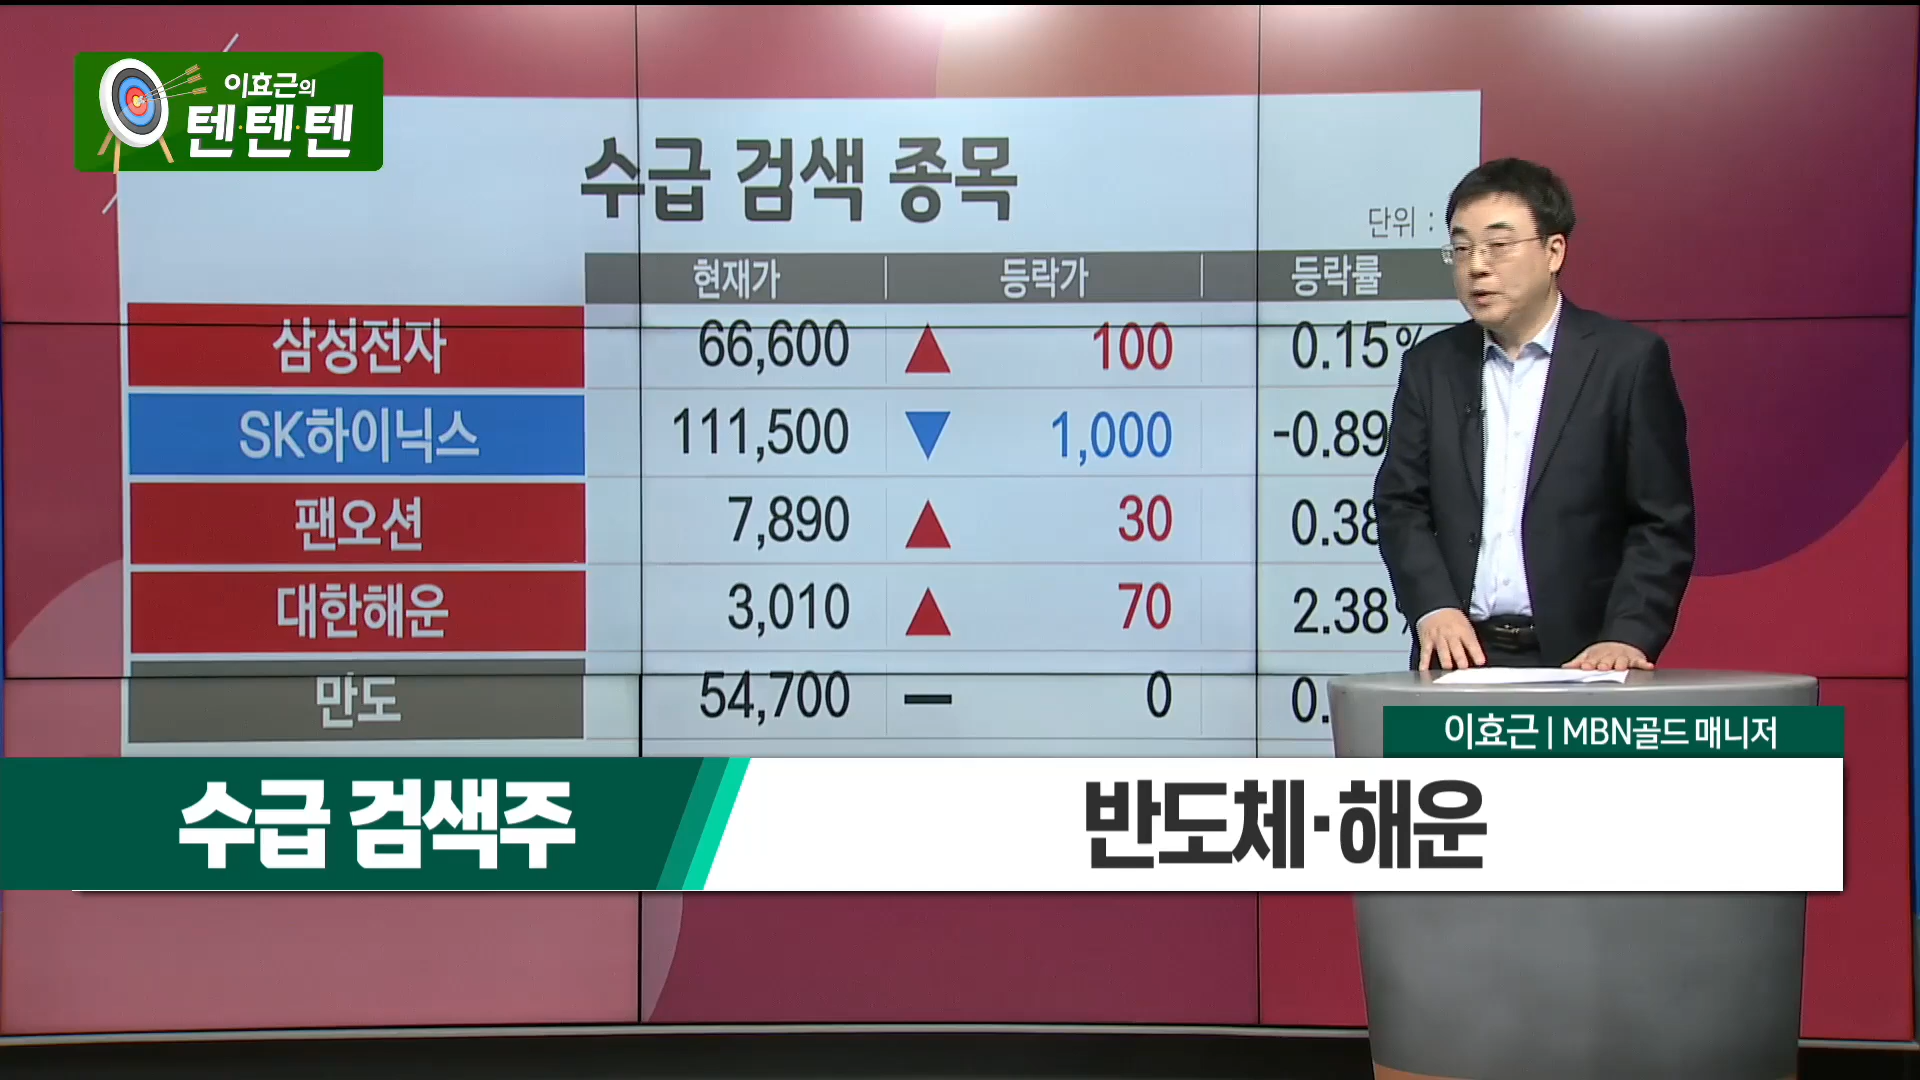 이효근의
텐·텐·텐
수급 검색 종목
단위 :
현재가 등락가 등락률
삼성전자 66,600 ▲ 100 0.15%
SK하이닉스 111,500 ▼ 1,000 -0.89
팬오션 7,890 ▲ 30 0.38
대한해운 3,010 ▲ 70 2.38%
만도 54,700 - 0 0.
이효근 | MBN골드 매니저
수급 검색주 반도체·해운